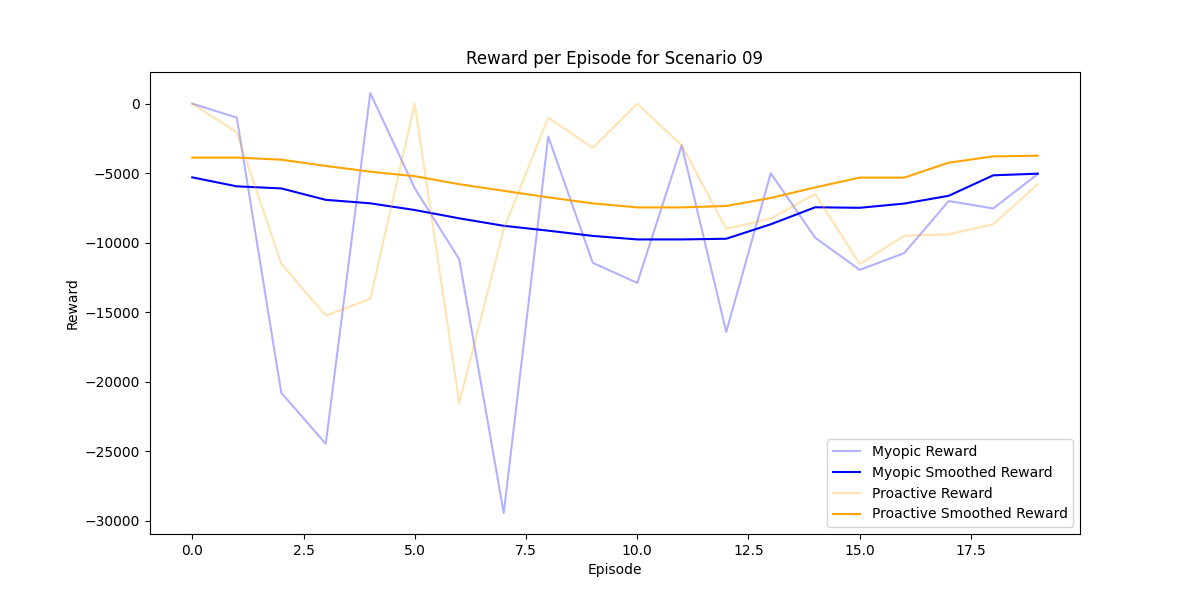 Reward per Episode for Scenario 09
0
−5000
−10000
−15000
−20000
−25000
−30000
Reward
0.0 2.5 5.0 7.5 10.0 12.5 15.0 17.5
Episode
Myopic Reward
Myopic Smoothed Reward
Proactive Reward
Proactive Smoothed Reward